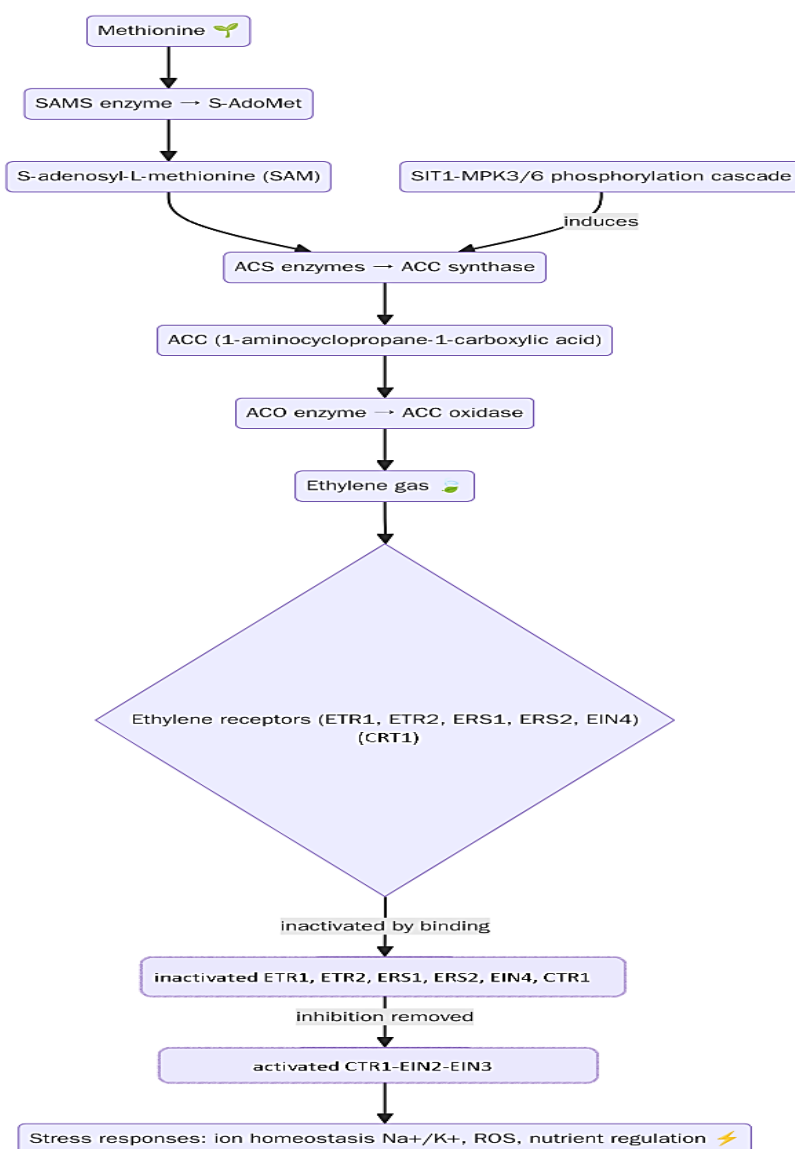 Methionine 🌱
SAMS enzyme → S-AdoMet
S-adenosyl-L-methionine (SAM)
SIT1-MPK3/6 phosphorylation cascade
induces
ACS enzymes → ACC synthase
ACC (1-aminocyclopropane-1-carboxylic acid)
ACO enzyme → ACC oxidase
Ethylene gas 🍃
Ethylene receptors (ETR1, ETR2, ERS1, ERS2, EIN4)
(CRT1)
inactivated by binding
inactivated ETR1, ETR2, ERS1, ERS2, EIN4, CTR1
inhibition removed
activated CTR1-EIN2-EIN3
Stress responses: ion homeostasis Na+/K+, ROS, nutrient regulation ⚡